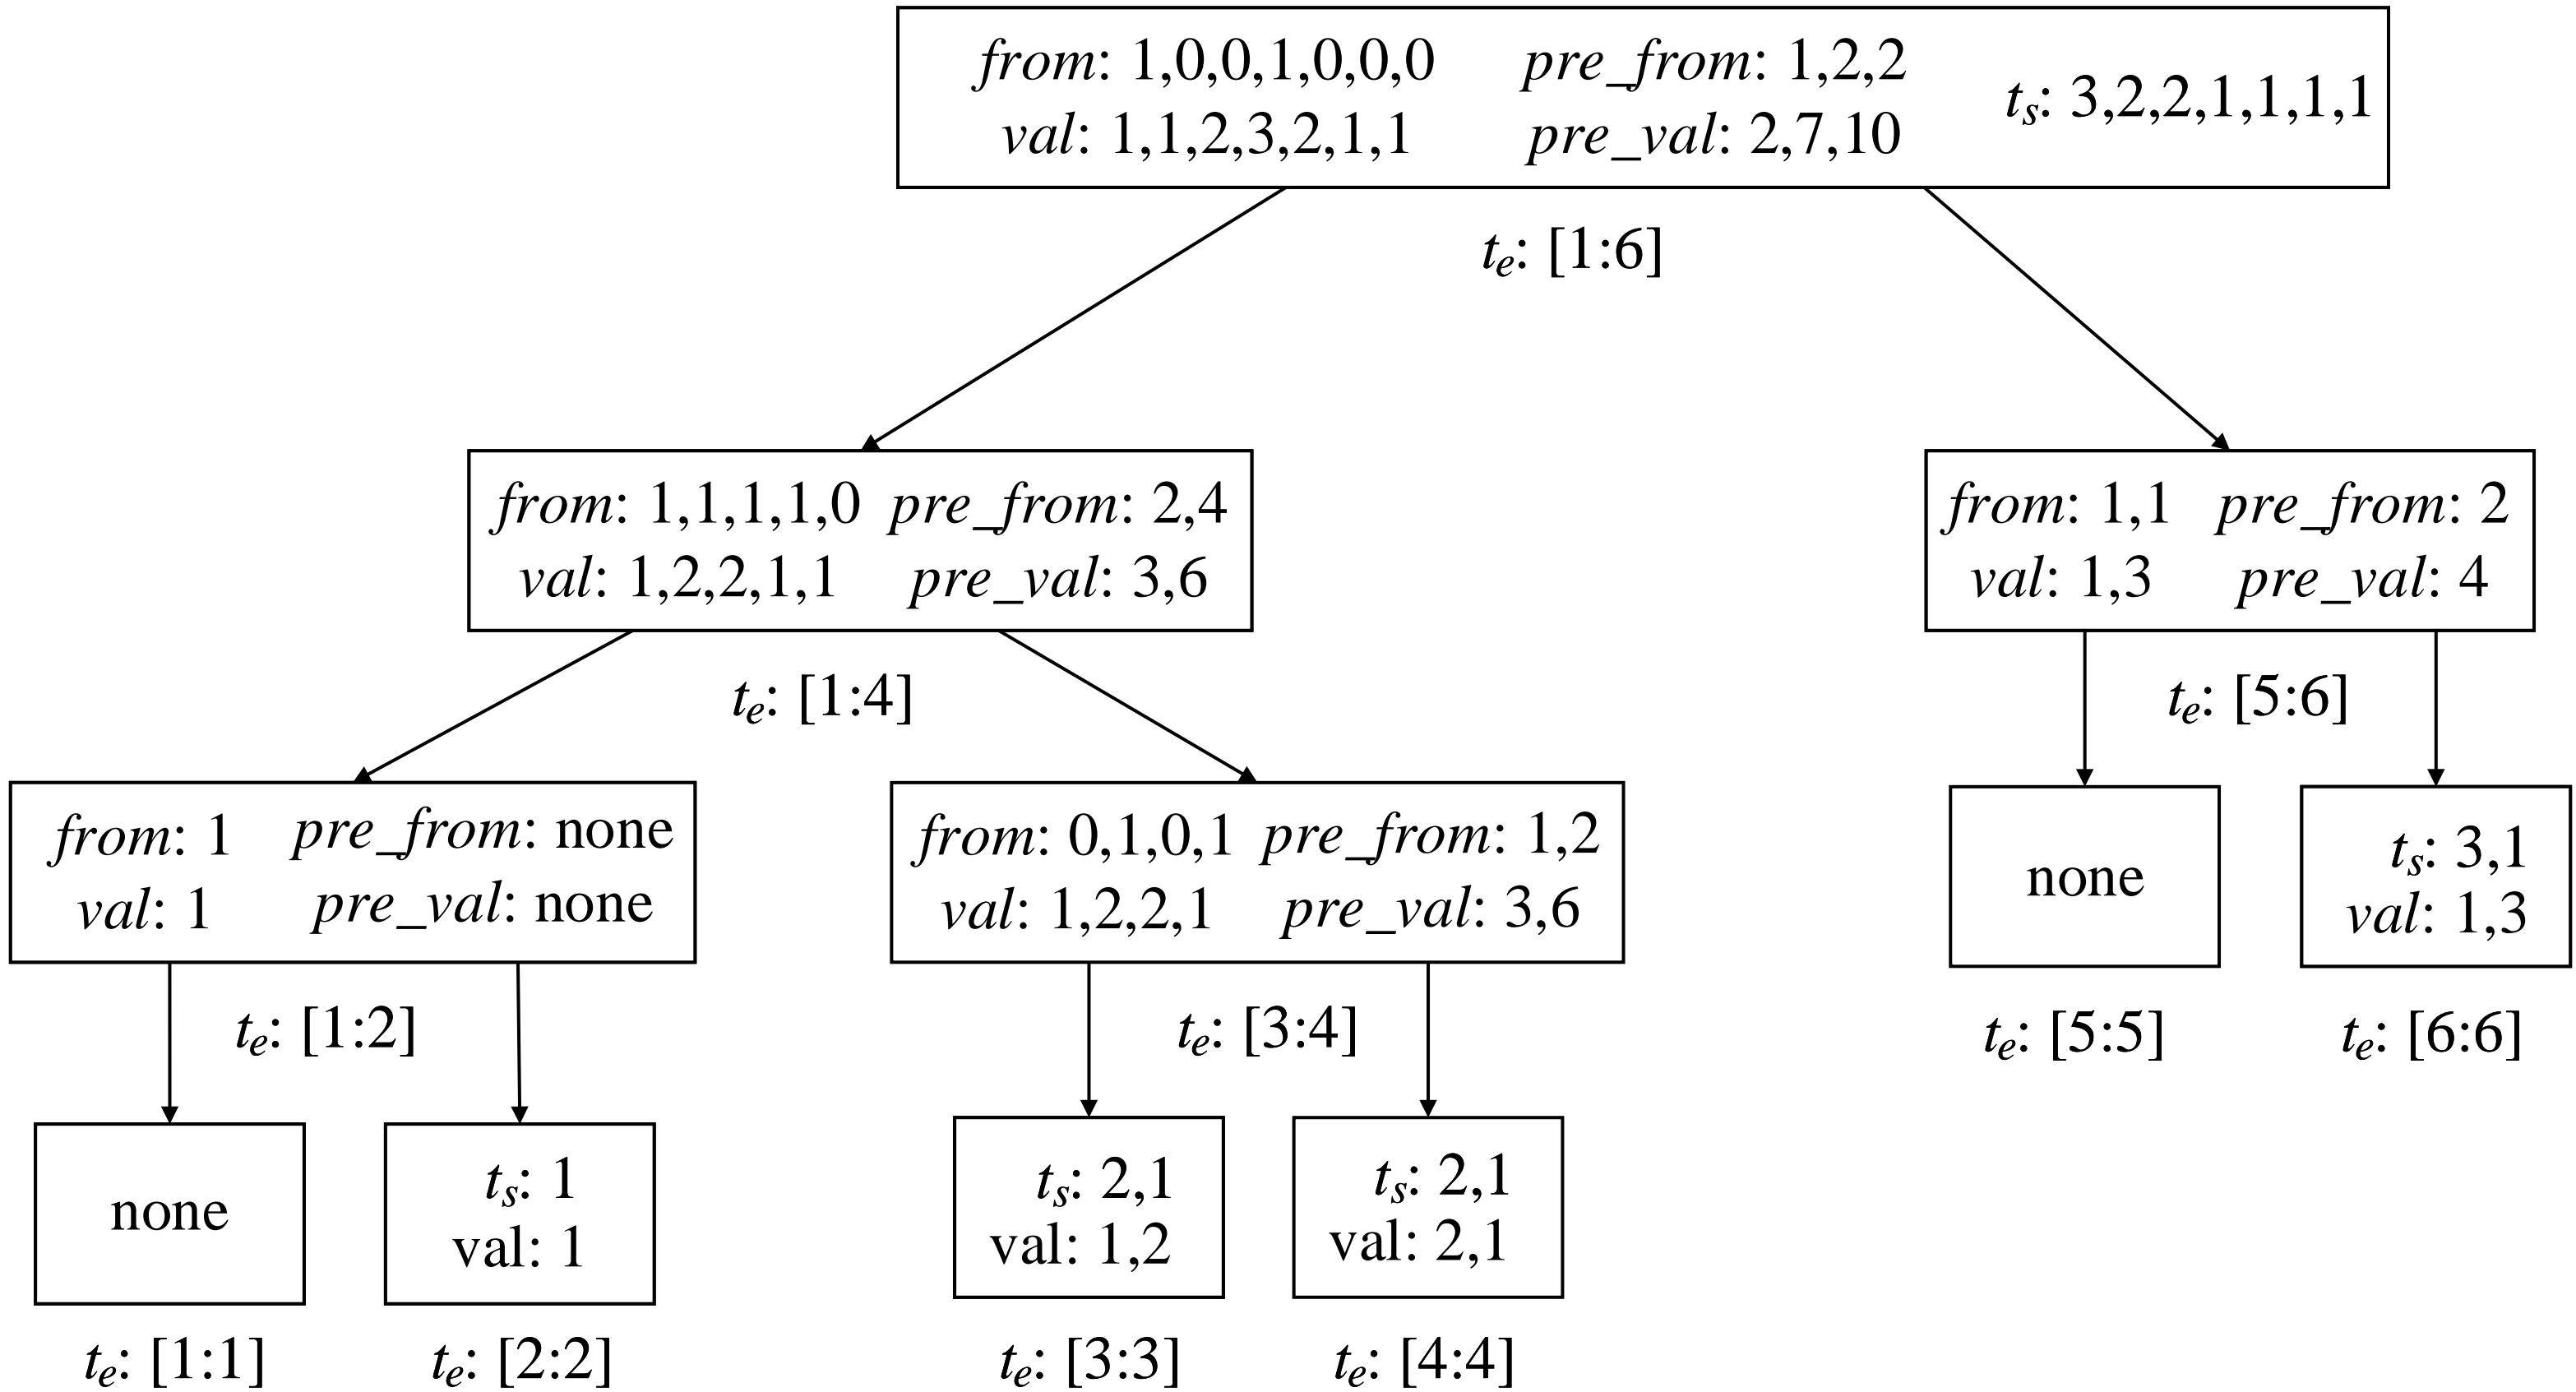 from: 1,0,0,1,0,0,0 pre_from: 1,2,2
val: 1,1,2,3,2,1,1 pre_val: 2,7,10
ts: 3,2,2,1,1,1,1
te: [1:6]
from: 1,1,1,1,0 pre_from: 2,4
val: 1,2,2,1,1 pre_val: 3,6
from: 1,1 pre_from: 2
val: 1,3 pre_val: 4
te: [1:4]
te: [5:6]
from: 1 pre_from: none
val: 1 pre_val: none
from: 0,1,0,1 pre_from: 1,2
val: 1,2,2,1 pre_val: 3,6
none
ts: 3,1
val: 1,3
te: [1:2]
te: [3:4]
te: [5:5]
te: [6:6]
none
ts: 1
val: 1
ts: 2,1
val: 1,2
ts: 2,1
val: 2,1
te: [1:1]
te: [2:2]
te: [3:3]
te: [4:4]